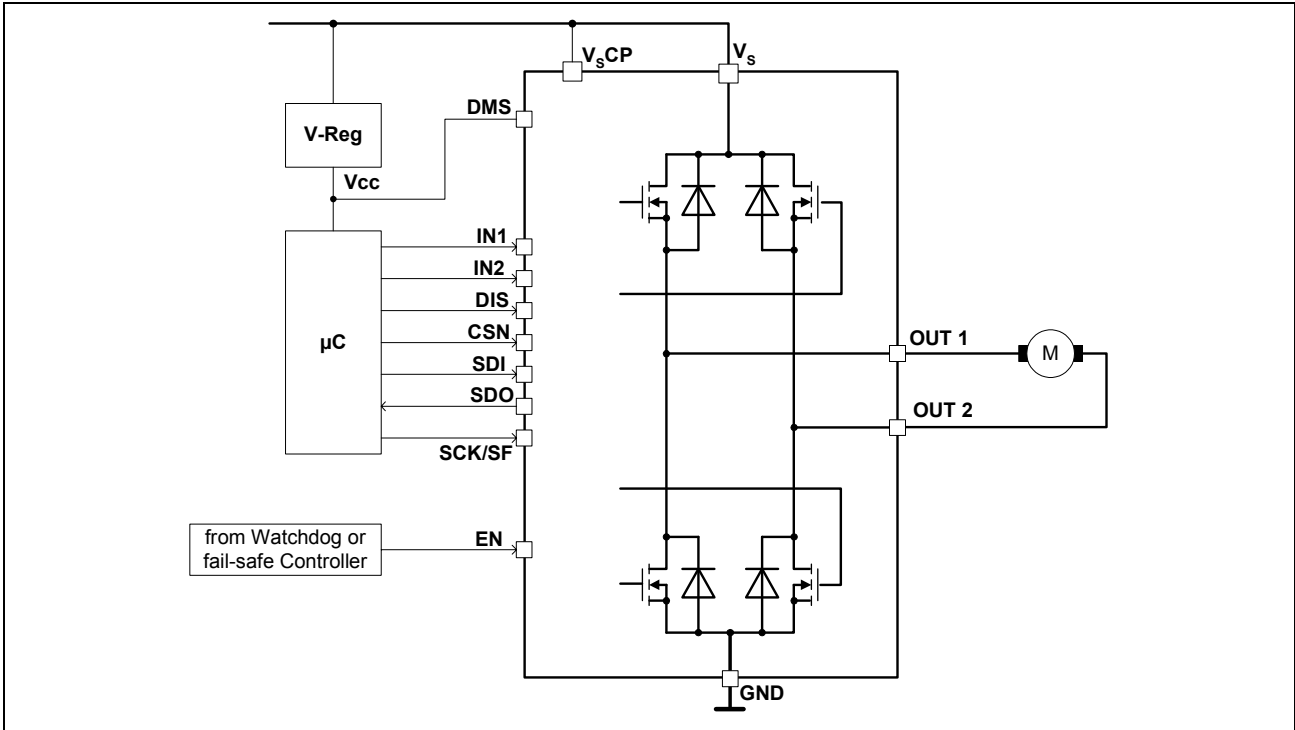 VSCP
VS
DMS
V-Reg
Vcc
IN1
IN2
DIS
CSN
µC
SDI
SDO
SCK/SF
OUT 1
M
OUT 2
from Watchdog or
fail-safe Controller
EN
GND